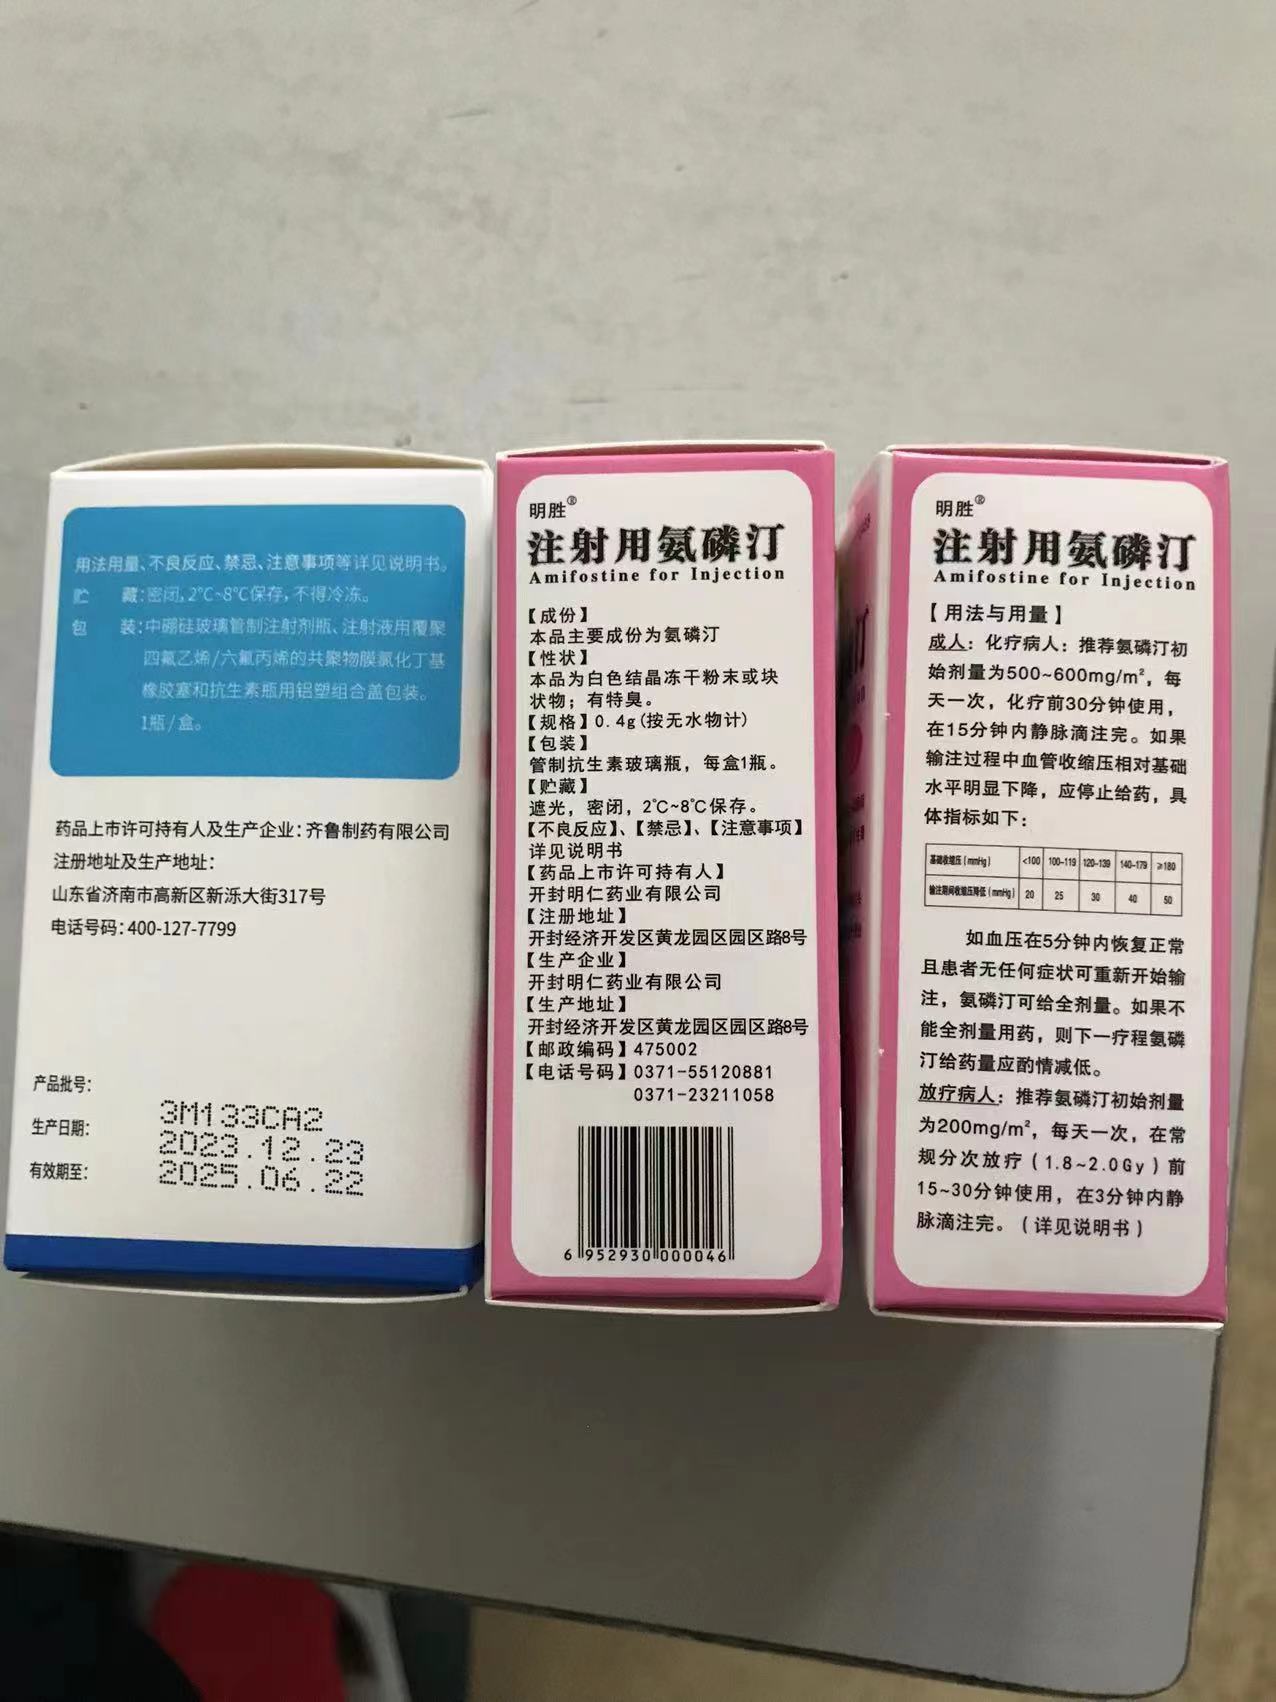 用法用量、不良反应、禁忌、注意事项等详见说明书。
贮 藏:密闭,2℃~8℃保存,不得冷冻。
包 装:中硼硅玻璃管制注射剂瓶、注射液用覆聚
四氟乙烯/六氟丙烯的共聚物膜氯化丁基
橡胶塞和抗生素瓶用铝塑组合盖包装。
1瓶/盒。
药品上市许可持有人及生产企业:齐鲁制药有限公司
注册地址及生产地址:
山东省济南市高新区新泺大街317号
电话号码:400-127-7799
产品批号: 3M133CA2
生产日期: 2023.12.23
有效期至: 2025.06.22
明胜®
注射用氨磷汀
Amifostine for Injection
【成份】
本品主要成份为氨磷汀
【性状】
本品为白色结晶冻干粉末或块
状物;有特臭。
【规格】0.4g(按无水物计)
【包装】
管制抗生素玻璃瓶,每盒1瓶。
【贮藏】
遮光,密闭,2℃~8℃保存。
【不良反应】、【禁忌】、【注意事项】
详见说明书
【药品上市许可持有人】
开封明仁药业有限公司
【注册地址】
开封经济开发区黄龙园区园区路8号
【生产企业】
开封明仁药业有限公司
【生产地址】
开封经济开发区黄龙园区园区路8号
【邮政编码】475002
【电话号码】0371-55120881
0371-23211058
6 952930 000046
明胜®
注射用氨磷汀
Amifostine for Injection
【用法与用量】
成人:化疗病人:推荐氨磷汀初
始剂量为500~600mg/m²,每
天一次,化疗前30分钟使用,
在15分钟内静脉滴注完。如果
输注过程中血管收缩压相对基础
水平明显下降,应停止给药,具
体指标如下:
基础收缩压(mmHg) <100 100-119 120-139 140-179 ≥180
输注期间收缩压降低(mmHg) 20 25 30 40 50
如血压在5分钟内恢复正常
且患者无任何症状可重新开始输
注,氨磷汀可给全剂量。如果不
能全剂量用药,则下一疗程氨磷
汀给药量应酌情减低。
放疗病人:推荐氨磷汀初始剂量
为200mg/m²,每天一次,在常
规分次放疗(1.8~2.0Gy)前
15~30分钟使用,在3分钟内静
脉滴注完。(详见说明书)